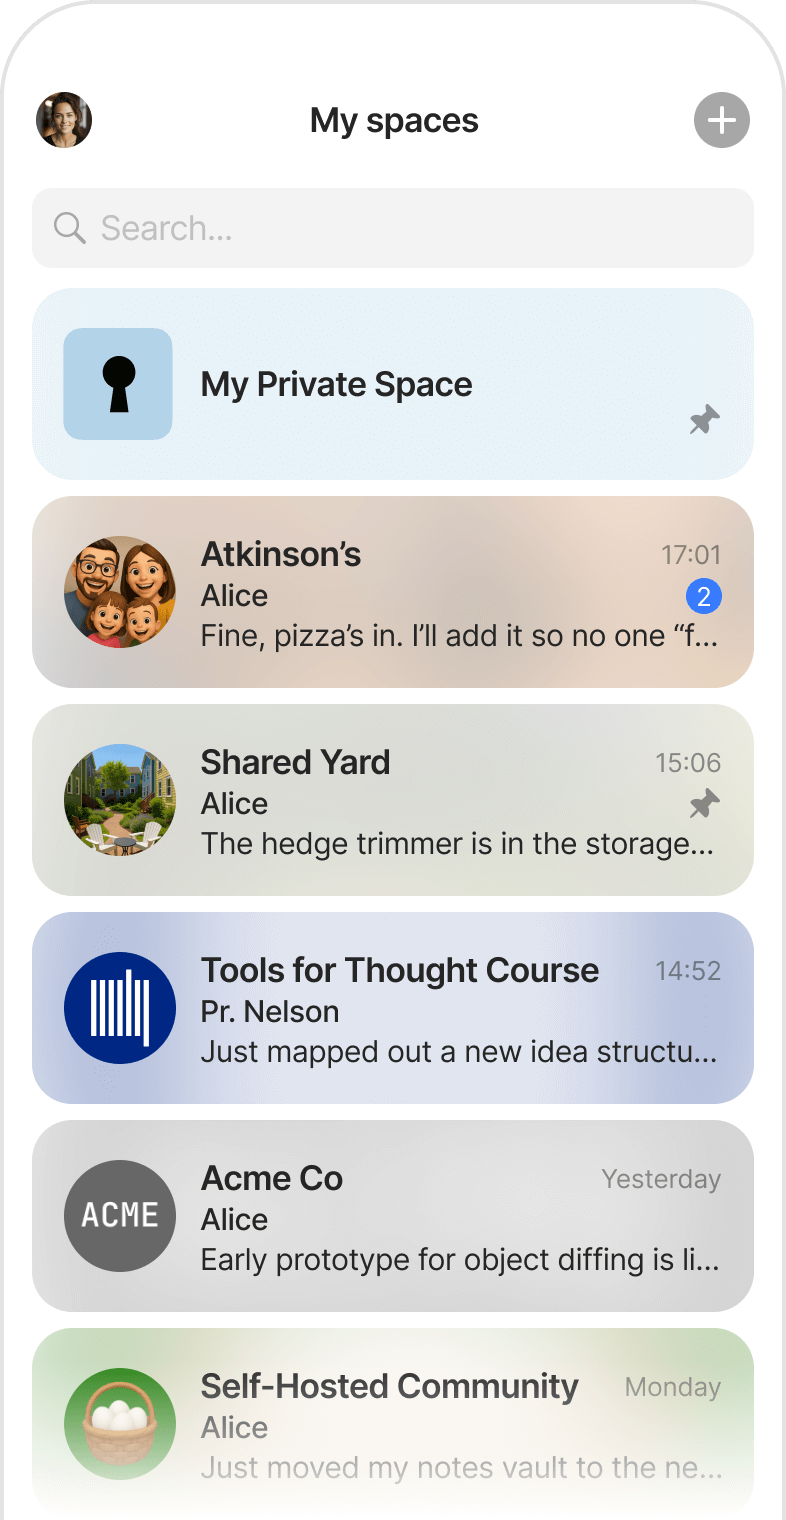 My spaces
Search...
My Private Space
Atkinson’s
17:01
Alice
2
Fine, pizza’s in. I’ll add it so no one “f...
Shared Yard
15:06
Alice
The hedge trimmer is in the storage...
Tools for Thought Course
14:52
Pr. Nelson
Just mapped out a new idea structu...
ACME
Acme Co
Yesterday
Alice
Early prototype for object diffing is li...
Self-Hosted Community
Monday
Alice
Just moved my notes vault to the ne...